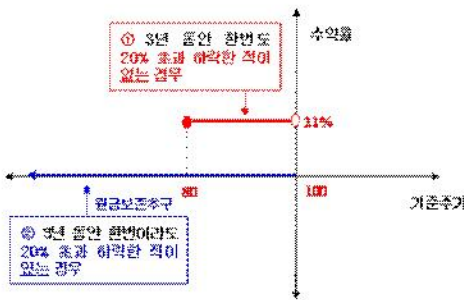 ① 3년 동안 한번도
20% 초과 하락한 적이
없는 경우
수익률
11%
80
100
기준주가
원금보존추구
② 3년 동안 한번이라도
20% 초과 하락한 적이
있는 경우